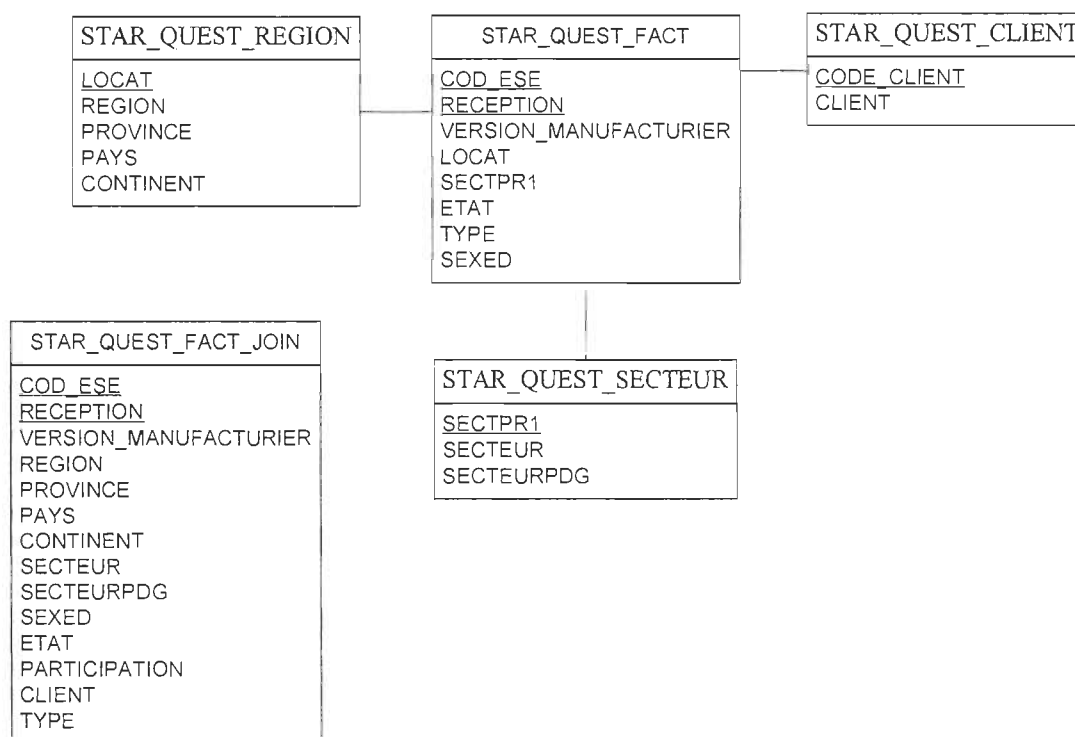 STAR_QUEST_REGION
LOCAT
REGION
PROVINCE
PAYS
CONTINENT
STAR_QUEST_FACT
COD_ESE
RECEPTION
VERSION_MANUFACTURIER
LOCAT
SECTPR1
ETAT
TYPE
SEXED
STAR_QUEST_CLIENT
CODE_CLIENT
CLIENT
STAR_QUEST_FACT_JOIN
COD_ESE
RECEPTION
VERSION_MANUFACTURIER
REGION
PROVINCE
PAYS
CONTINENT
SECTEUR
SECTEURPDG
SEXED
ETAT
PARTICIPATION
CLIENT
TYPE
STAR_QUEST_SECTEUR
SECTPR1
SECTEUR
SECTEURPDG